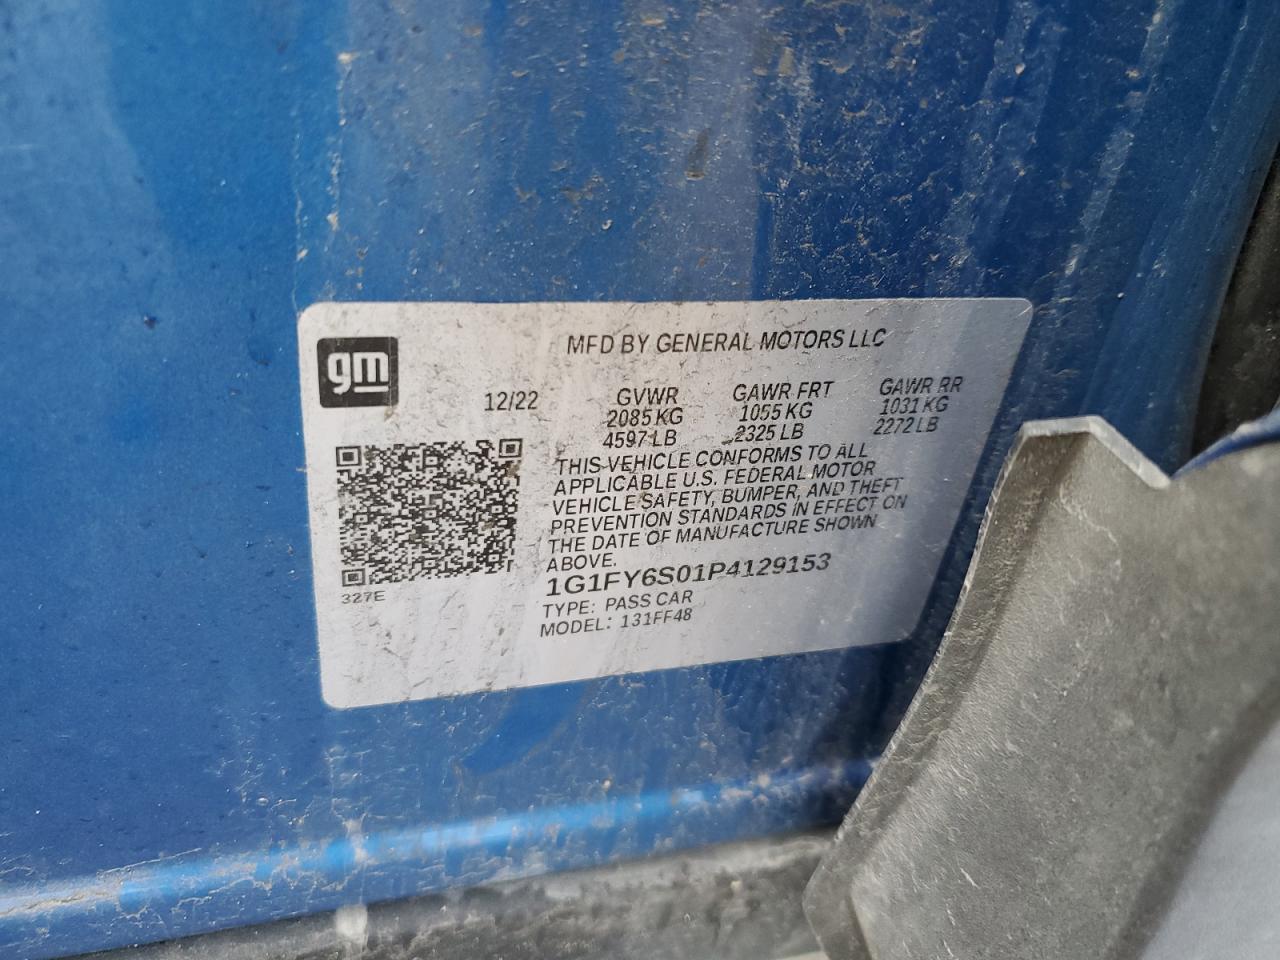 gm
MFD BY GENERAL MOTORS LLC
12/22 GVWR GAWR FRT GAWR RR
2085 KG 1055 KG 1031 KG
4597 LB 2325 LB 2272 LB
THIS VEHICLE CONFORMS TO ALL
APPLICABLE U.S. FEDERAL MOTOR
VEHICLE SAFETY, BUMPER, AND THEFT
PREVENTION STANDARDS IN EFFECT ON
THE DATE OF MANUFACTURE SHOWN
ABOVE.
1G1FY6S01P4129153
TYPE: PASS CAR
MODEL: 131FF48
327E